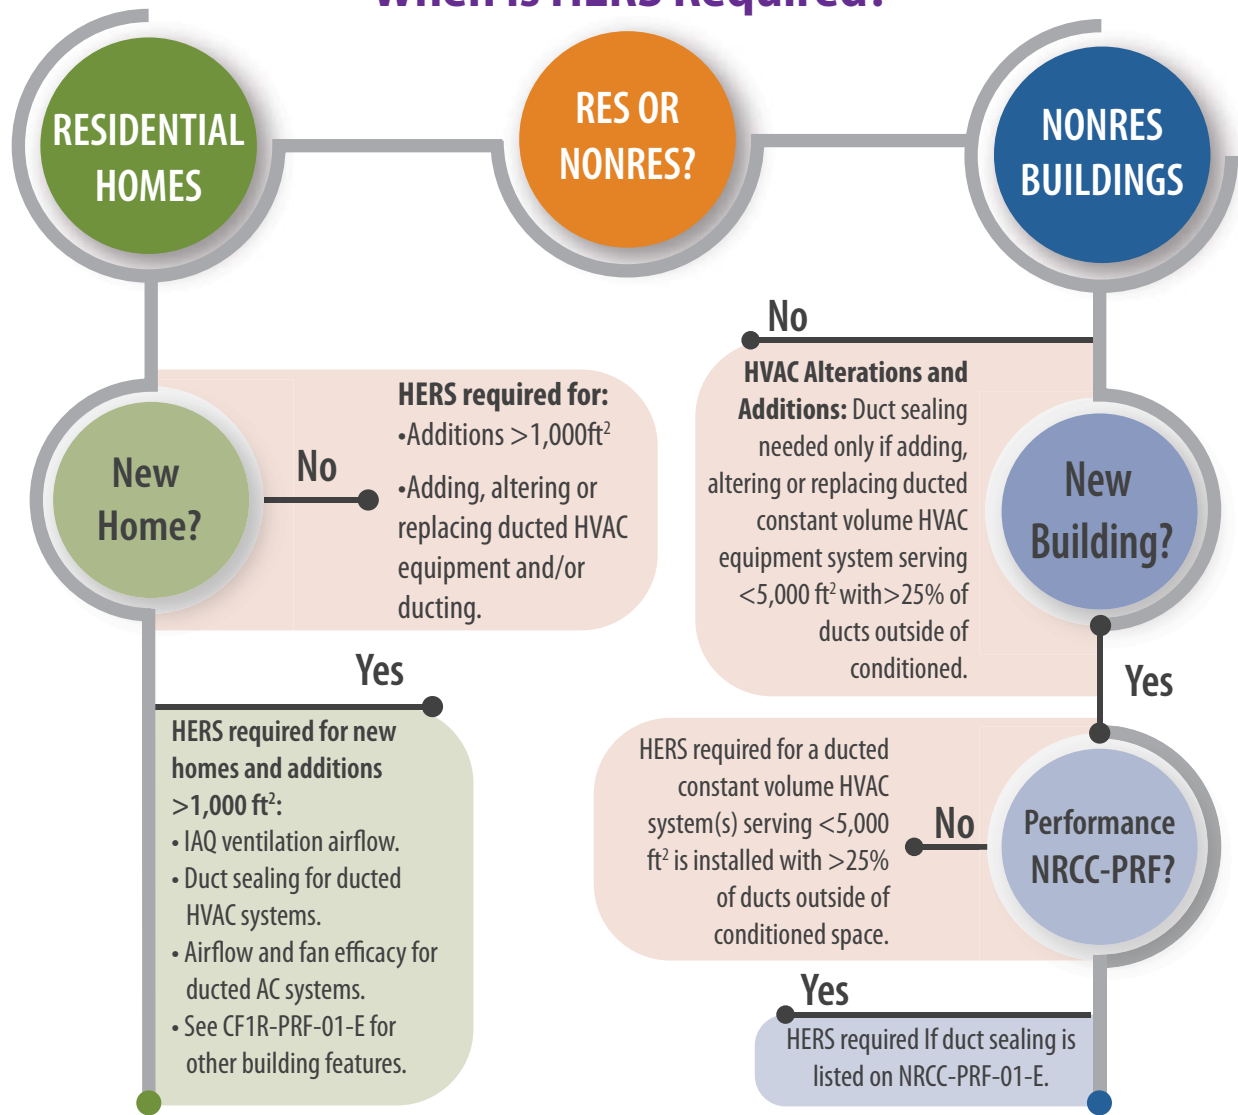 When is HERS Required?
RESIDENTIAL
HOMES
RES OR
NONRES?
NONRES
BUILDINGS
New
Home?
No
HERS required for:
•Additions >1,000ft²
•Adding, altering or
replacing ducted HVAC
equipment and/or
ducting.
Yes
HERS required for new
homes and additions
>1,000 ft²:
• IAQ ventilation airflow.
• Duct sealing for ducted
HVAC systems.
• Airflow and fan efficacy for
ducted AC systems.
• See CF1R-PRF-01-E for
other building features.
No
HVAC Alterations and
Additions: Duct sealing
needed only if adding,
altering or replacing ducted
constant volume HVAC
equipment system serving
<5,000 ft² with>25% of
ducts outside of
conditioned.
New
Building?
Yes
HERS required for a ducted
constant volume HVAC
system(s) serving <5,000
ft² is installed with >25%
of ducts outside of
conditioned space.
No
Performance
NRCC-PRF?
Yes
HERS required If duct sealing is
listed on NRCC-PRF-01-E.